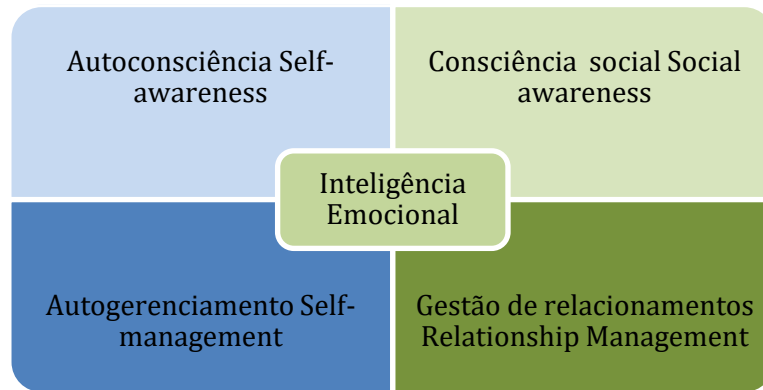 Autoconsciência Self-
awareness
Consciência  social Social
awareness
Inteligência
Emocional
Autogerenciamento Self-
management
Gestão de relacionamentos
Relationship Management